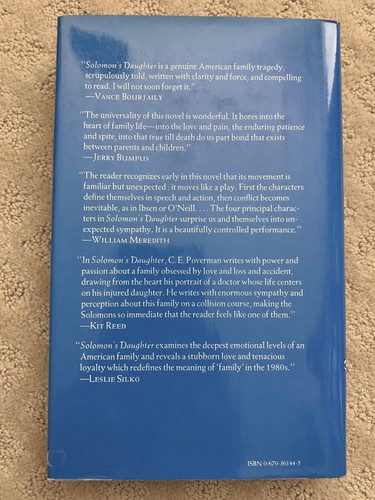 "Solomon's Daughter is a genuine American family tragedy,
scrupulously told, written with clarity and force, and compelling
to read. I will not soon forget it."
—VANCE BOURJAILY
"The universality of this novel is wonderful. It bores into the
heart of family life—into the love and pain, the enduring patience
and spite, into that true till death do us part bond that exists
between parents and children."
—JERRY BUMPUS
"The reader recognizes early in this novel that its movement is
familiar but unexpected: it moves like a play. First the characters
define themselves in speech and action, then conflict becomes
inevitable, as in Ibsen or O'Neill. . . . The four principal charac-
ters in Solomon's Daughter surprise us and themselves into un-
expected sympathy. It is a beautifully controlled performance."
—WILLIAM MEREDITH
"In Solomon's Daughter, C. E. Poverman writes with power and
passion about a family obsessed by love and loss and accident,
drawing from the heart his portrait of a doctor whose life centers
on his injured daughter. He writes with enormous sympathy and
perception about this family on a collision course, making the
Solomons so immediate that the reader feels like one of them."
—KIT REED
"Solomon's Daughter examines the deepest emotional levels of an
American family and reveals a stubborn love and tenacious
loyalty which redefines the meaning of 'family' in the 1980s."
—LESLIE SILKO
ISBN 0-670-36144-5